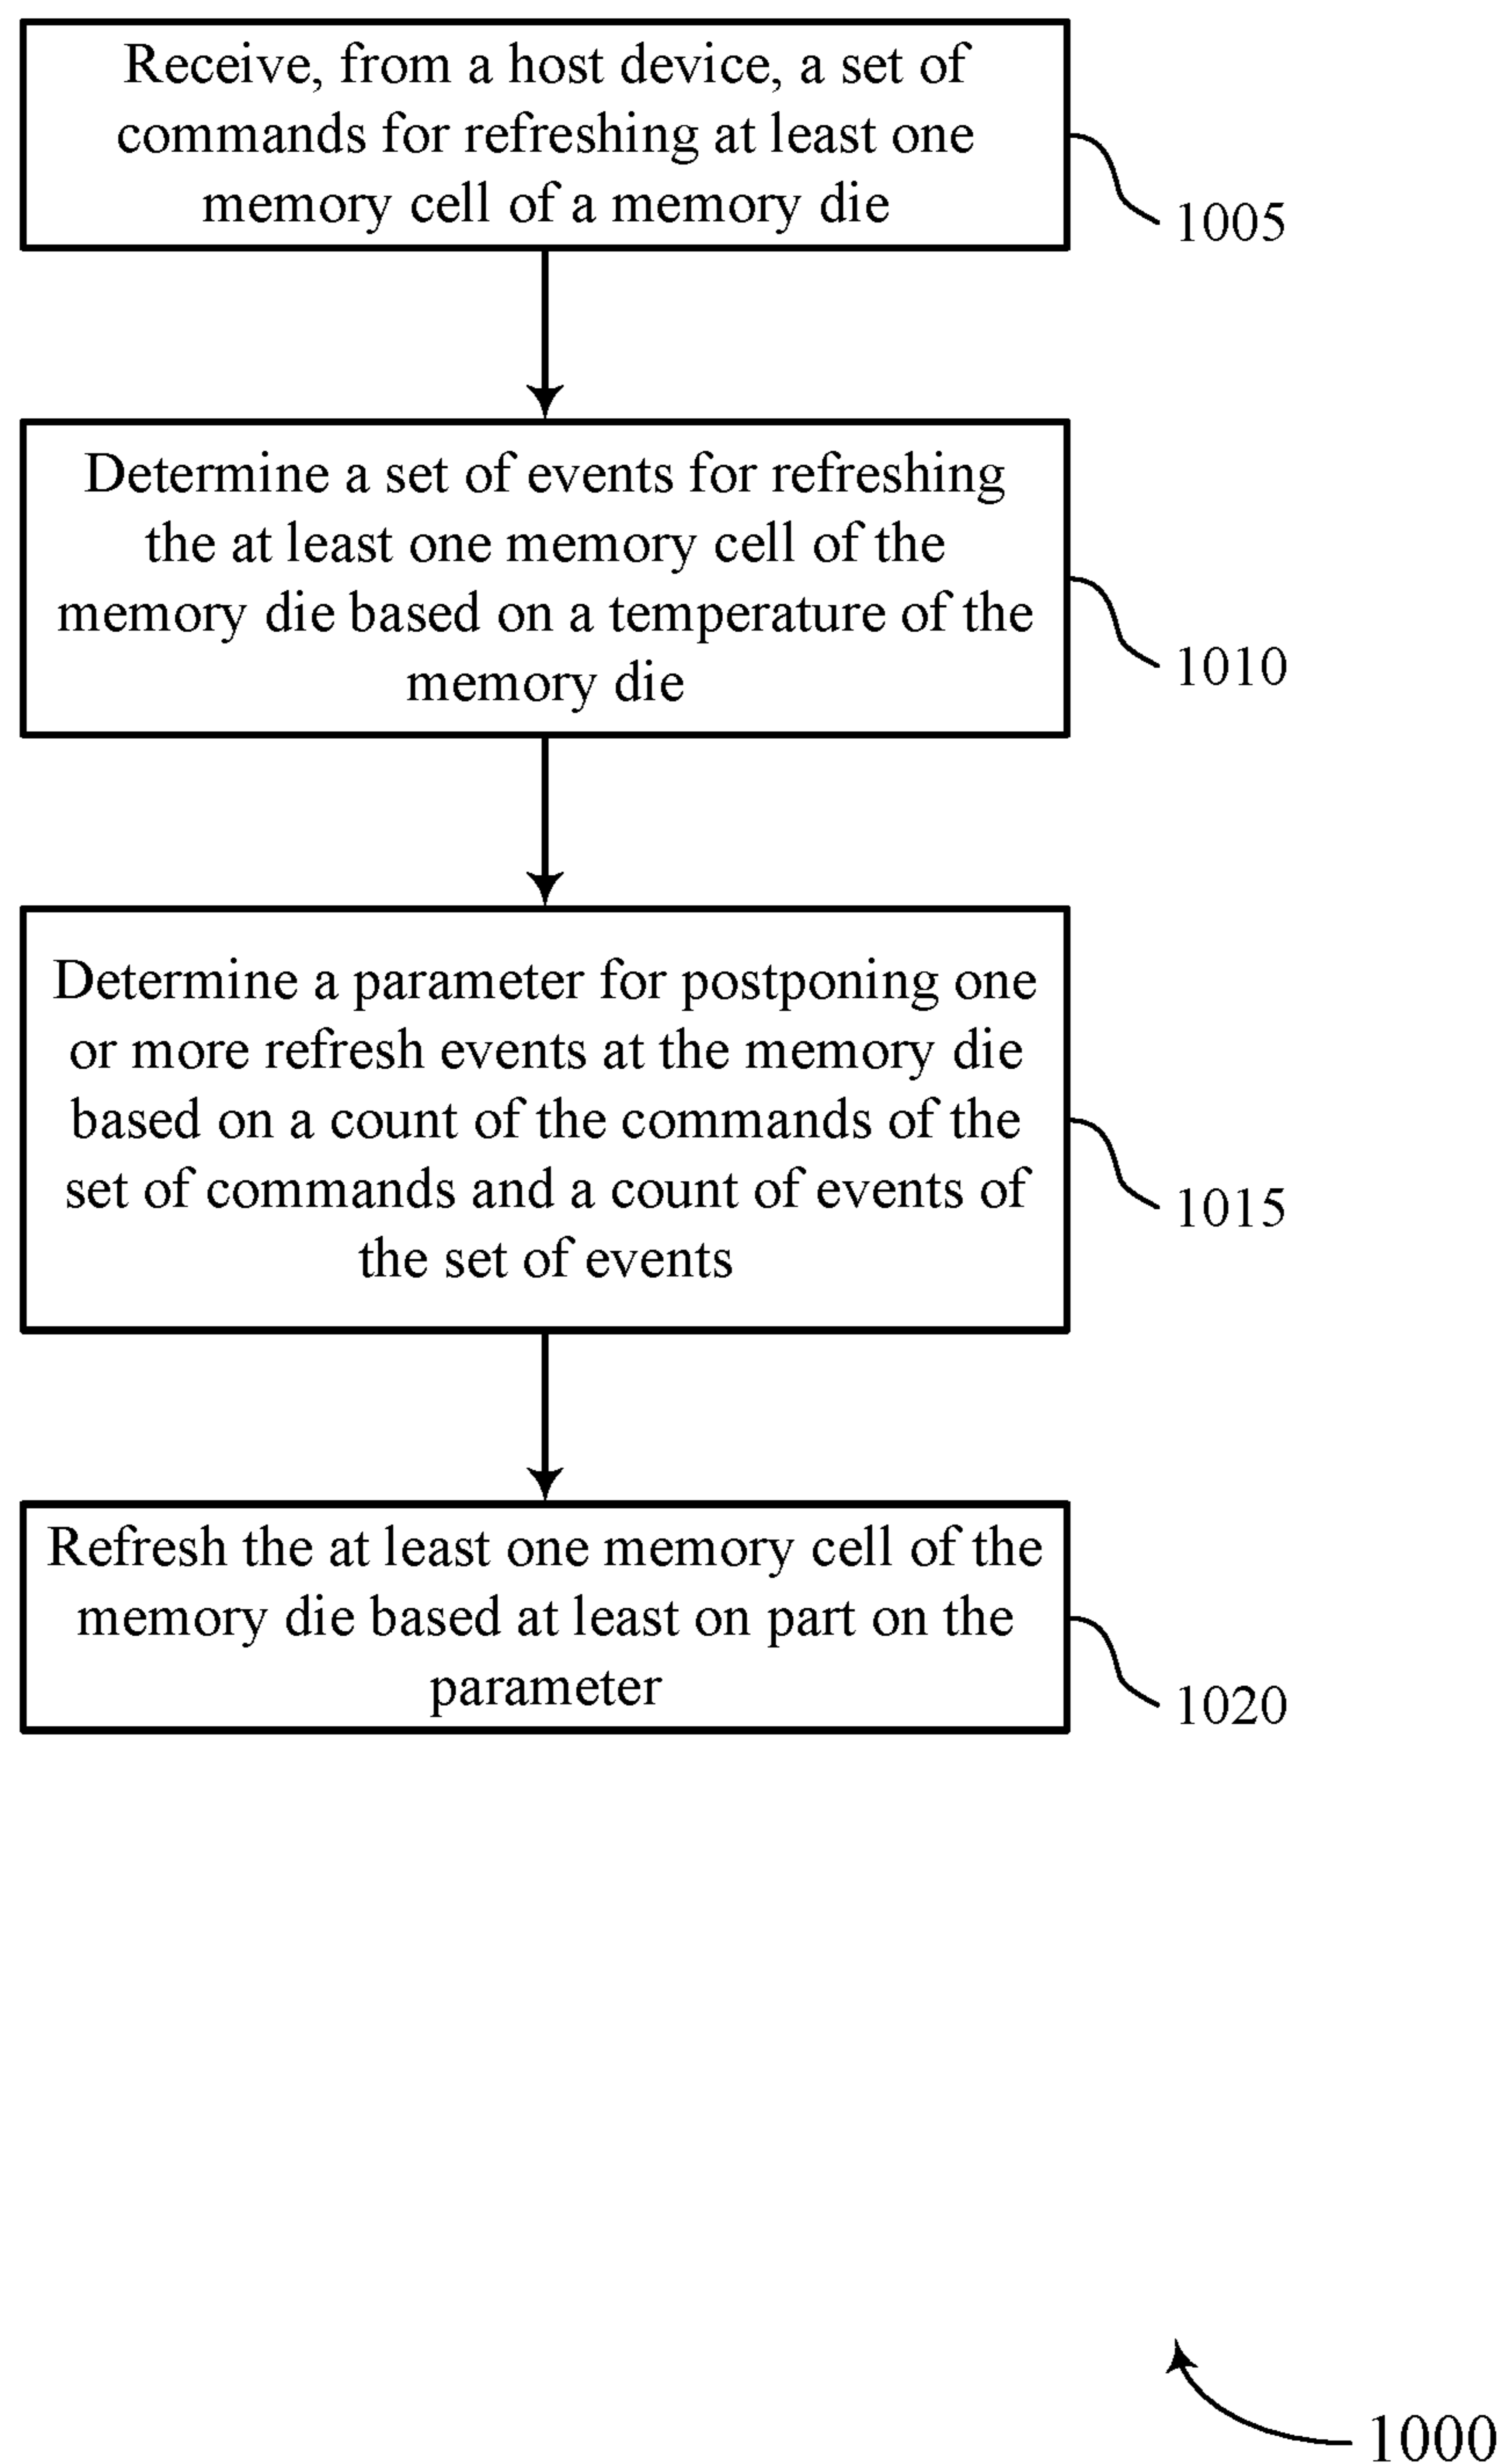 Receive, from a host device, a set of
commands for refreshing at least one
memory cell of a memory die
1005
Determine a set of events for refreshing
the at least one memory cell of the
memory die based on a temperature of the
memory die
1010
Determine a parameter for postponing one
or more refresh events at the memory die
based on a count of the commands of the
set of commands and a count of events of
the set of events
1015
Refresh the at least one memory cell of the
memory die based at least on part on the
parameter
1020
1000